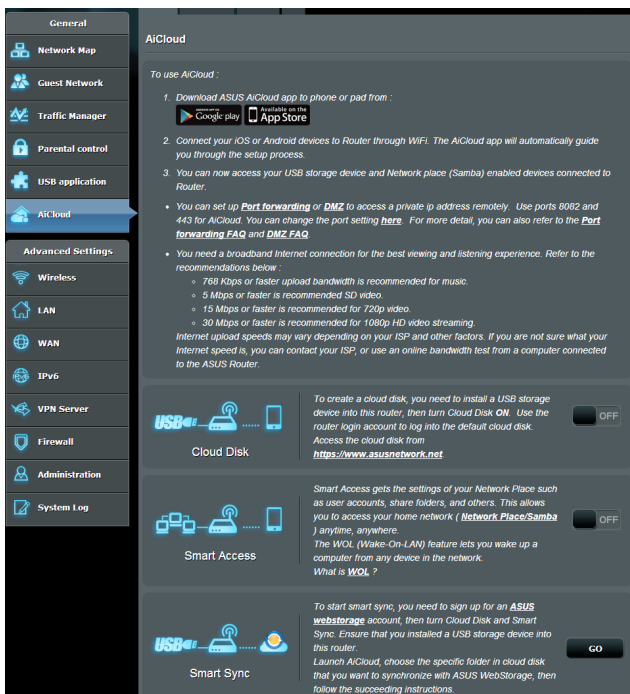 General
Network Map
Guest Network
Traffic Manager
Parental control
USB application
AiCloud
Advanced Settings
Wireless
LAN
WAN
IPv6
VPN Server
Firewall
Administration
System Log
AiCloud
To use AiCloud :
1. Download ASUS AiCloud app to phone or pad from :
ANDROID APP ON
Google play
Available on the
App Store
2. Connect your iOS or Android devices to Router through WiFi. The AiCloud app will automatically guide
you through the setup process.
3. You can now access your USB storage device and Network place (Samba) enabled devices connected to
Router.
• You can set up Port forwarding or DMZ to access a private ip address remotely. Use ports 8082 and
443 for AiCloud. You can change the port setting here. For more detail, you can also refer to the Port
forwarding FAQ and DMZ FAQ.
• You need a broadband Internet connection for the best viewing and listening experience. Refer to the
recommendations below :
○ 768 Kbps or faster upload bandwidth is recommended for music.
○ 5 Mbps or faster is recommended SD video.
○ 15 Mbps or faster is recommended for 720p video.
○ 30 Mbps or faster is recommended for 1080p HD video streaming.
Internet upload speeds may vary depending on your ISP and other factors. If you are not sure what your
Internet speed is, you can contact your ISP, or use an online bandwidth test from a computer connected
to the ASUS Router.
USB
Cloud Disk
To create a cloud disk, you need to install a USB storage
device into this router, then turn Cloud Disk ON. Use the
router login account to log into the default cloud disk.
Access the cloud disk from
https://www.asusnetwork.net.
OFF
Smart Access
Smart Access gets the settings of your Network Place such
as user accounts, share folders, and others. This allows
you to access your home network ( Network Place/Samba
) anytime, anywhere.
The WOL (Wake-On-LAN) feature lets you wake up a
computer from any device in the network.
What is WOL ?
OFF
USB
Smart Sync
To start smart sync, you need to sign up for an ASUS
webstorage account, then turn Cloud Disk and Smart
Sync. Ensure that you installed a USB storage device into
this router.
Launch AiCloud, choose the specific folder in cloud disk
that you want to synchronize with ASUS WebStorage, then
follow the succeeding instructions.
GO